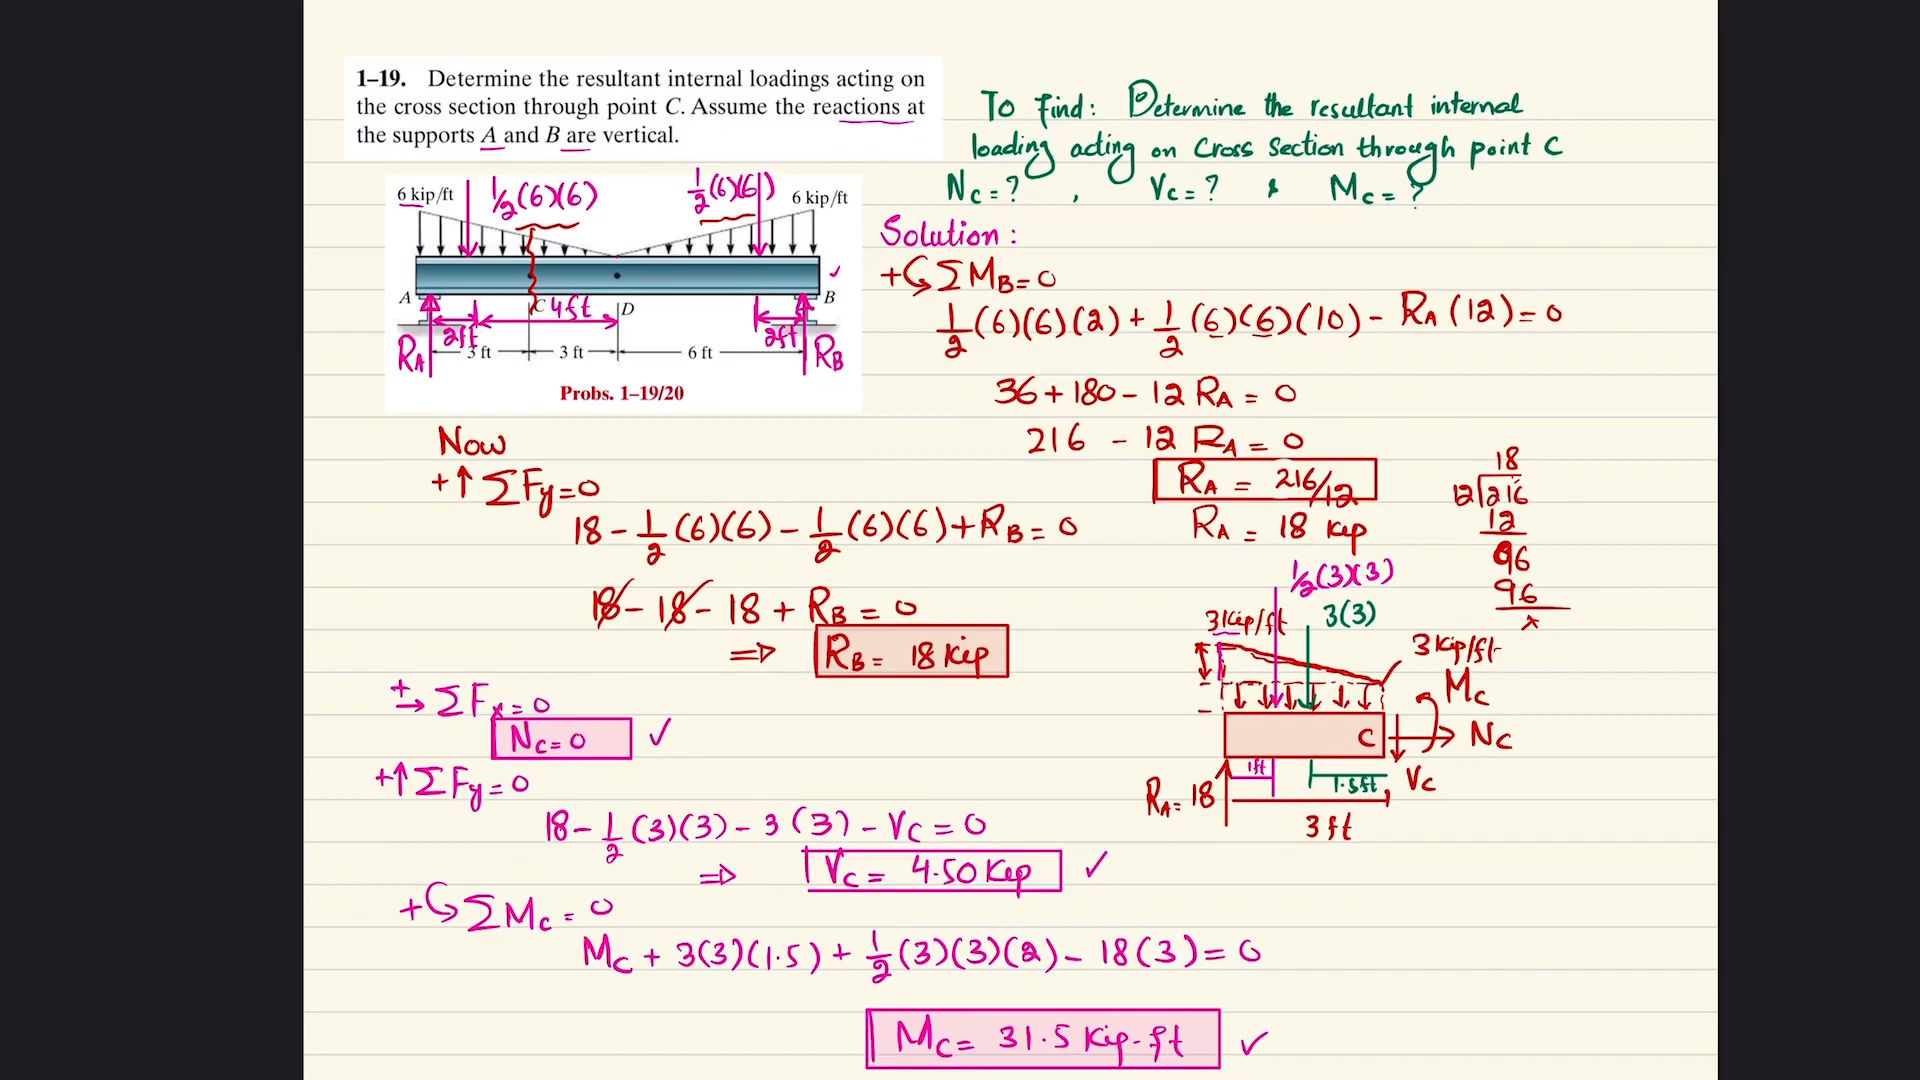 1–19. Determine the resultant internal loadings acting on
the cross section through point C. Assume the reactions at
the supports A and B are vertical.
To find: Determine the resultant internal
loading acting on Cross Section through point C
Nc = ? , Vc = ? & Mc = ?
6 kip/ft
1/2(6)(6)
1/2(6)(6)
6 kip/ft
A
C
4ft
D
B
2ft
2ft
RA
3 ft
3 ft
6 ft
RB
Probs. 1–19/20
Solution:
+↺ ΣMB = 0
1/2 (6)(6)(2) + 1/2 (6)(6)(10) - RA (12) = 0
36 + 180 - 12 RA = 0
216 - 12 RA = 0
RA = 216/12
RA = 18 kip
18
12√216
12
96
96
x
Now
+↑ ΣFy = 0
18 - 1/2 (6)(6) - 1/2 (6)(6) + RB = 0
18 - 18 - 18 + RB = 0
⇒ RB = 18 kip
+→ ΣFx = 0
Nc = 0 ✓
+↑ ΣFy = 0
18 - 1/2 (3)(3) - 3(3) - Vc = 0
⇒ Vc = 4.50 kip ✓
+↺ ΣMc = 0
Mc + 3(3)(1.5) + 1/2 (3)(3)(2) - 18(3) = 0
Mc = 31.5 kip-ft ✓
1/2(3)(3)
3(3)
3 kip/ft
3 kip/ft
Mc
C
Nc
1ft
1.5ft
Vc
RA = 18
3 ft